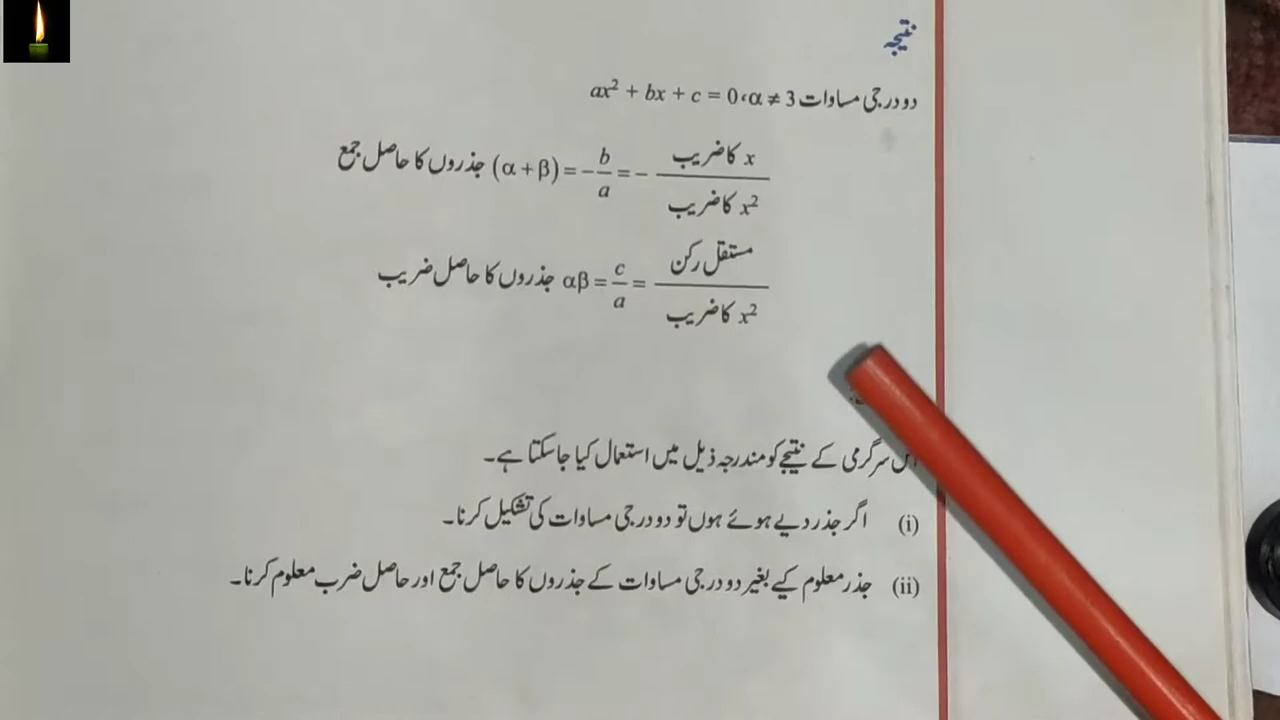 نتیجہ
دو درجی مساوات ax² + bx + c = 0، α ≠ 3
جذروں کا حاصل جمع (α + β) = − b/a = − x کا ضریب / x² کا ضریب
جذروں کا حاصل ضریب αβ = c/a = مستقل رکن / x² کا ضریب
سرگرمی کے نتیجے کو مندرجہ ذیل میں استعمال کیا جاسکتا ہے۔
(i) اگر جذر دیے ہوئے ہوں تو دو درجی مساوات کی تشکیل کرنا۔
(ii) جذر معلوم کیے بغیر دو درجی مساوات کے جذروں کا حاصل جمع اور حاصل ضرب معلوم کرنا۔